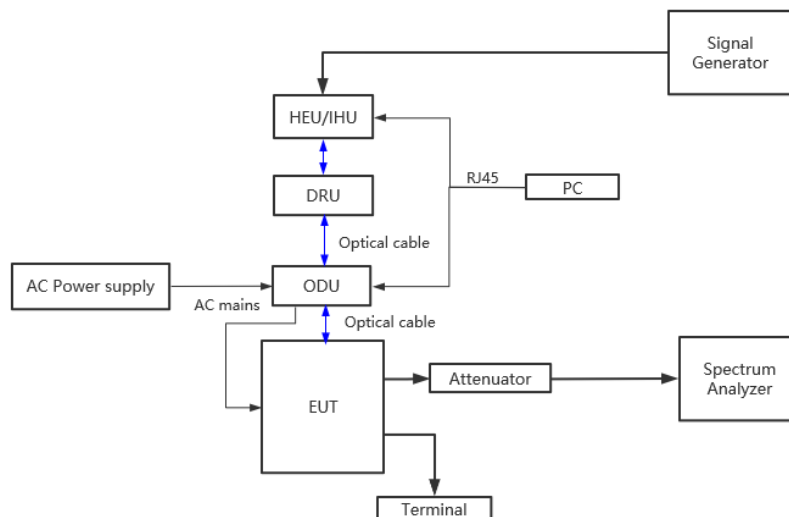 Signal
Generator
HEU/IHU
RJ45
PC
DRU
Optical cable
AC Power supply
AC mains
ODU
Optical cable
EUT
Attenuator
Spectrum
Analyzer
Terminal